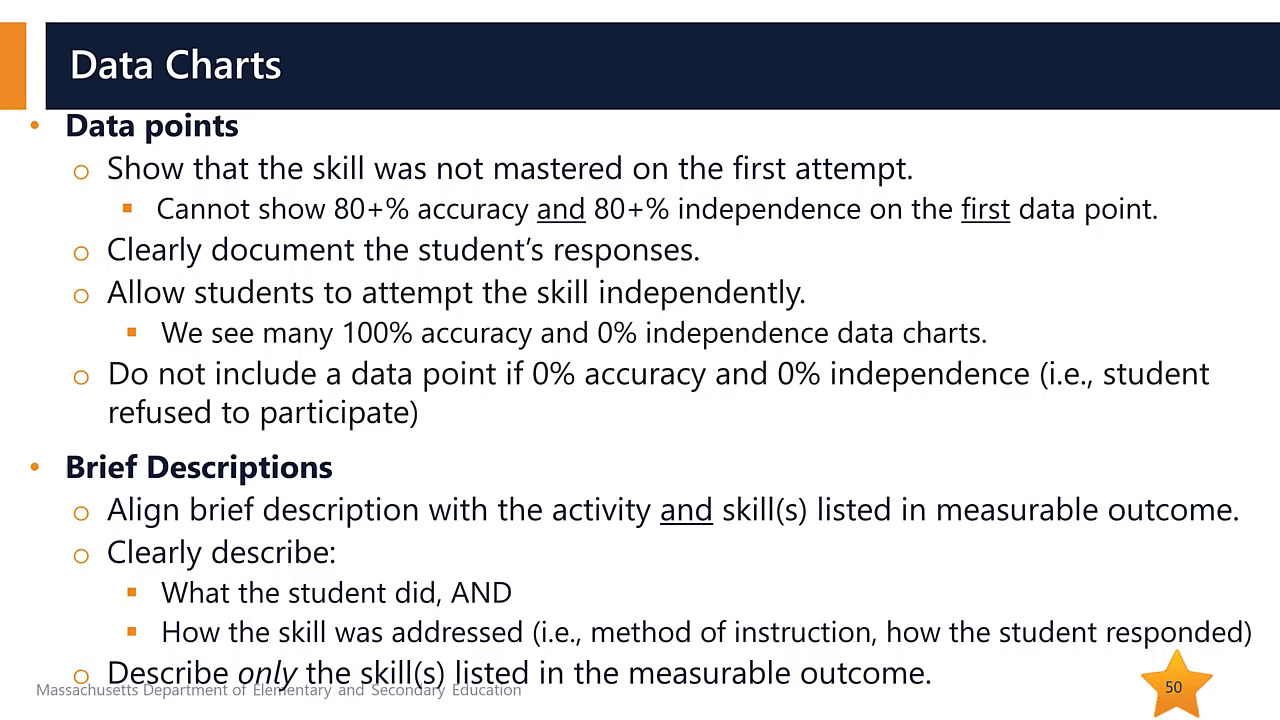 Data Charts
• Data points
o Show that the skill was not mastered on the first attempt.
▪ Cannot show 80+% accuracy and 80+% independence on the first data point.
o Clearly document the student’s responses.
o Allow students to attempt the skill independently.
▪ We see many 100% accuracy and 0% independence data charts.
o Do not include a data point if 0% accuracy and 0% independence (i.e., student
refused to participate)
• Brief Descriptions
o Align brief description with the activity and skill(s) listed in measurable outcome.
o Clearly describe:
▪ What the student did, AND
▪ How the skill was addressed (i.e., method of instruction, how the student responded)
o Describe only the skill(s) listed in the measurable outcome.
Massachusetts Department of Elementary and Secondary Education
50